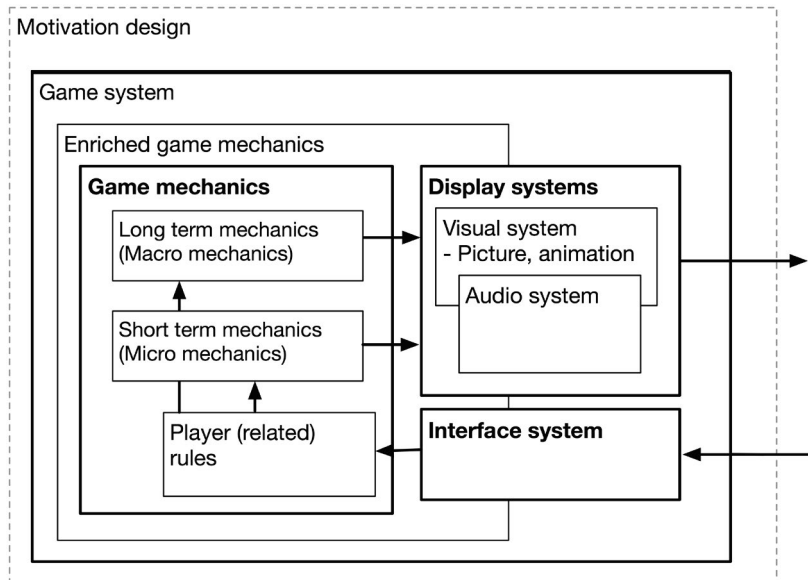 Motivation design
Game system
Enriched game mechanics
Game mechanics
Long term mechanics
(Macro mechanics)
Short term mechanics
(Micro mechanics)
Player (related)
rules
Display systems
Visual system
- Picture, animation
Audio system
Interface system